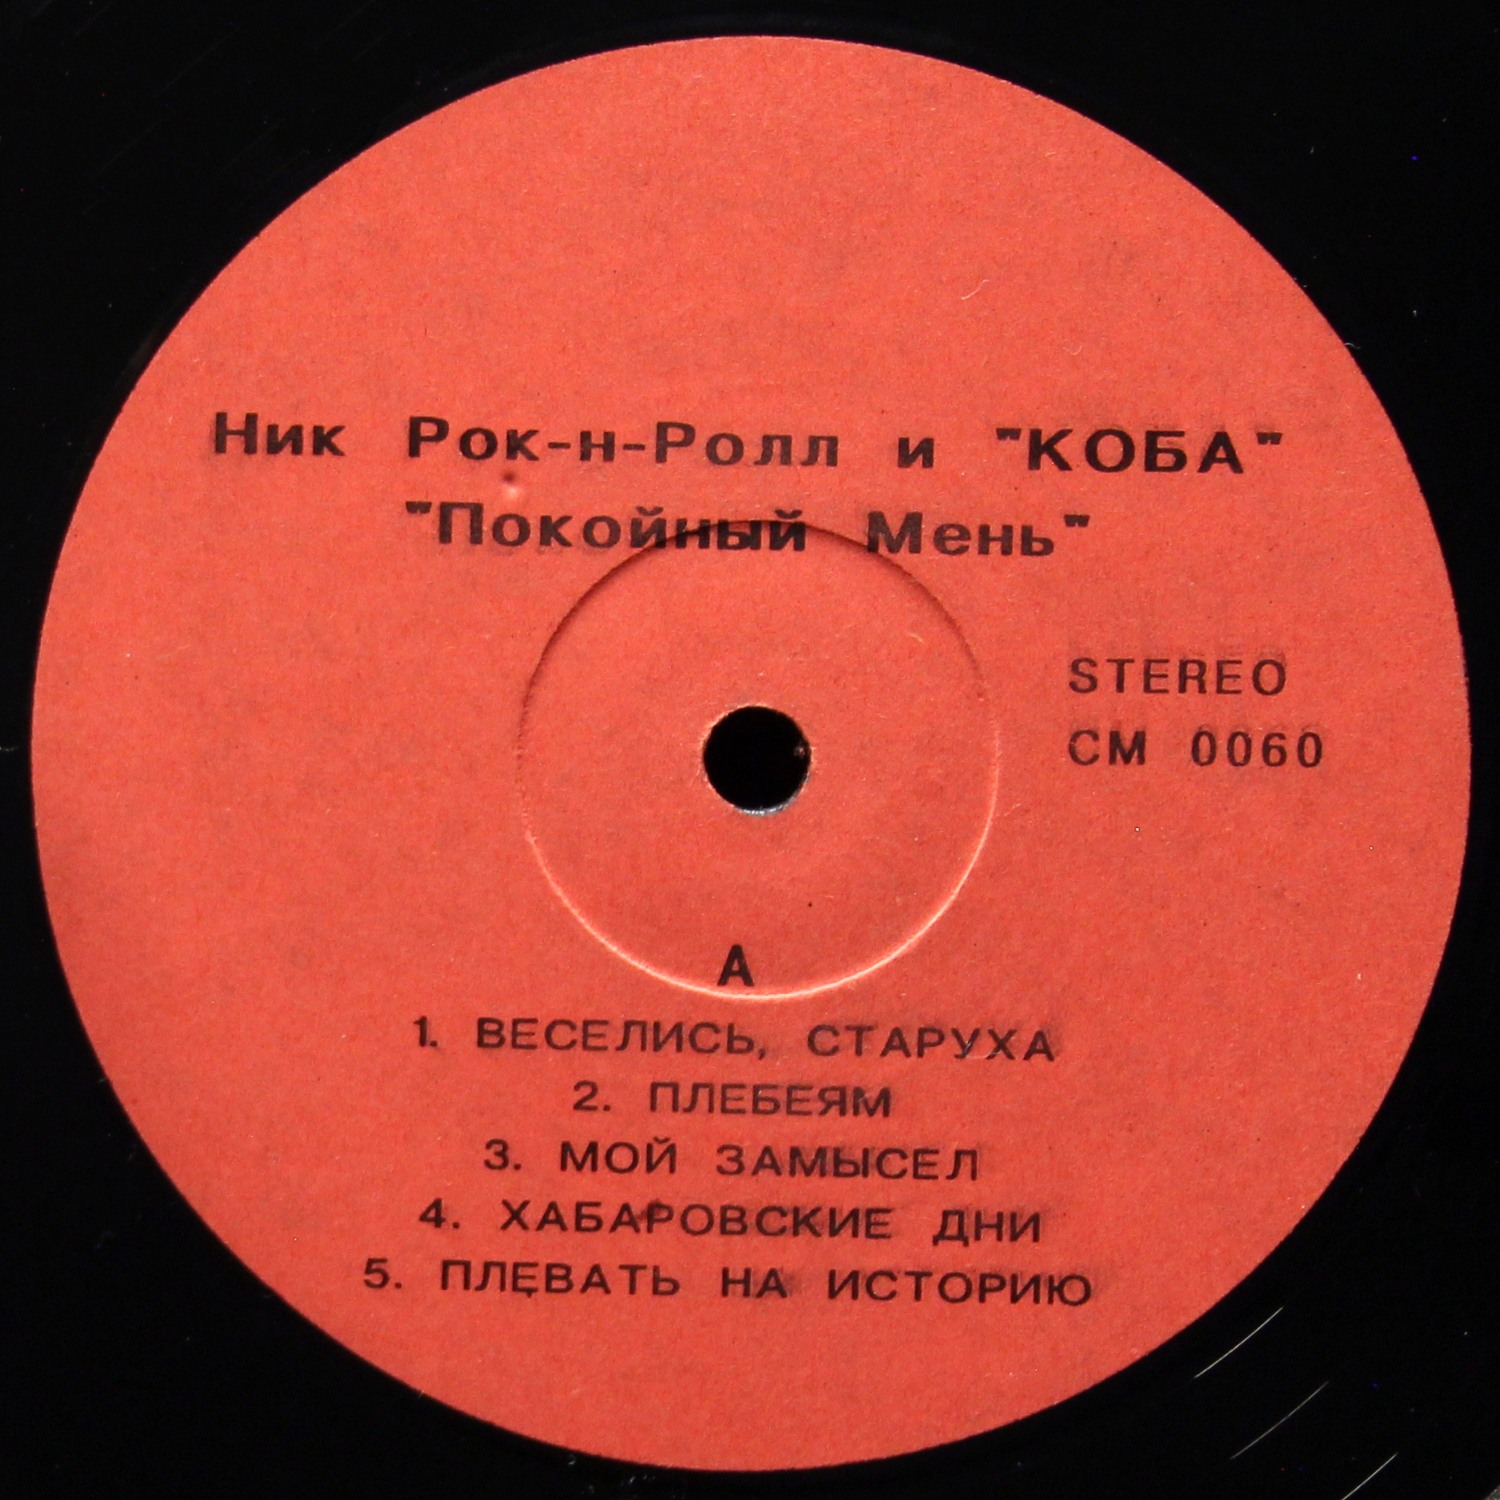 Ник Рок-н-Ролл и "КОБА"
"Покойный Мень"
STEREO
СМ 0060
А
1. ВЕСЕЛИСЬ, СТАРУХА
2. ПЛЕБЕЯМ
3. МОЙ ЗАМЫСЕЛ
4. ХАБАРОВСКИЕ ДНИ
5. ПЛЕВАТЬ НА ИСТОРИЮ